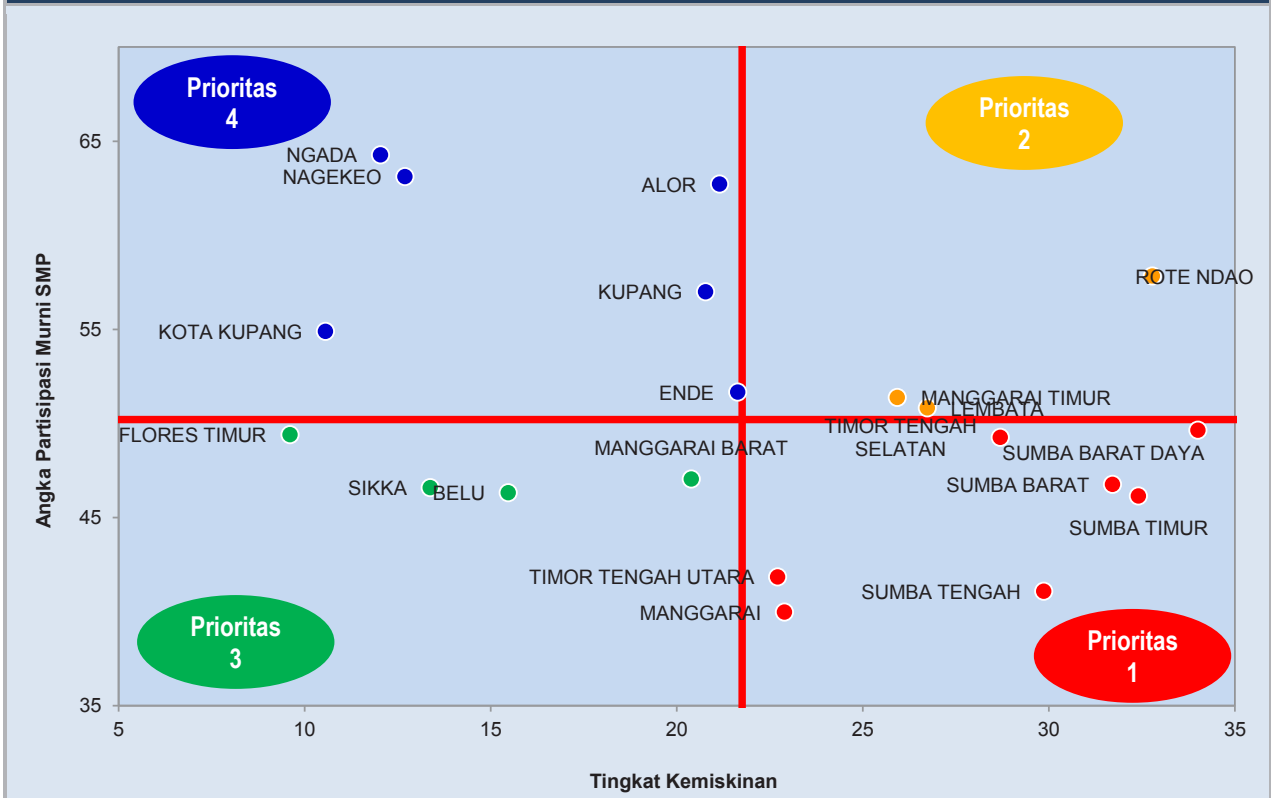 Prioritas
4
Prioritas
2
65
NGADA
NAGEKEO
ALOR
ROTE NDAO
KUPANG
55
KOTA KUPANG
ENDE
MANGGARAI TIMUR
LEMBATA
FLORES TIMUR
MANGGARAI BARAT
TIMOR TENGAH
SELATAN
SUMBA BARAT DAYA
SIKKA
BELU
SUMBA BARAT
45
SUMBA TIMUR
TIMOR TENGAH UTARA
SUMBA TENGAH
MANGGARAI
Prioritas
3
Prioritas
1
35
5 10 15 20 25 30 35
Angka Partisipasi Murni SMP
Tingkat Kemiskinan